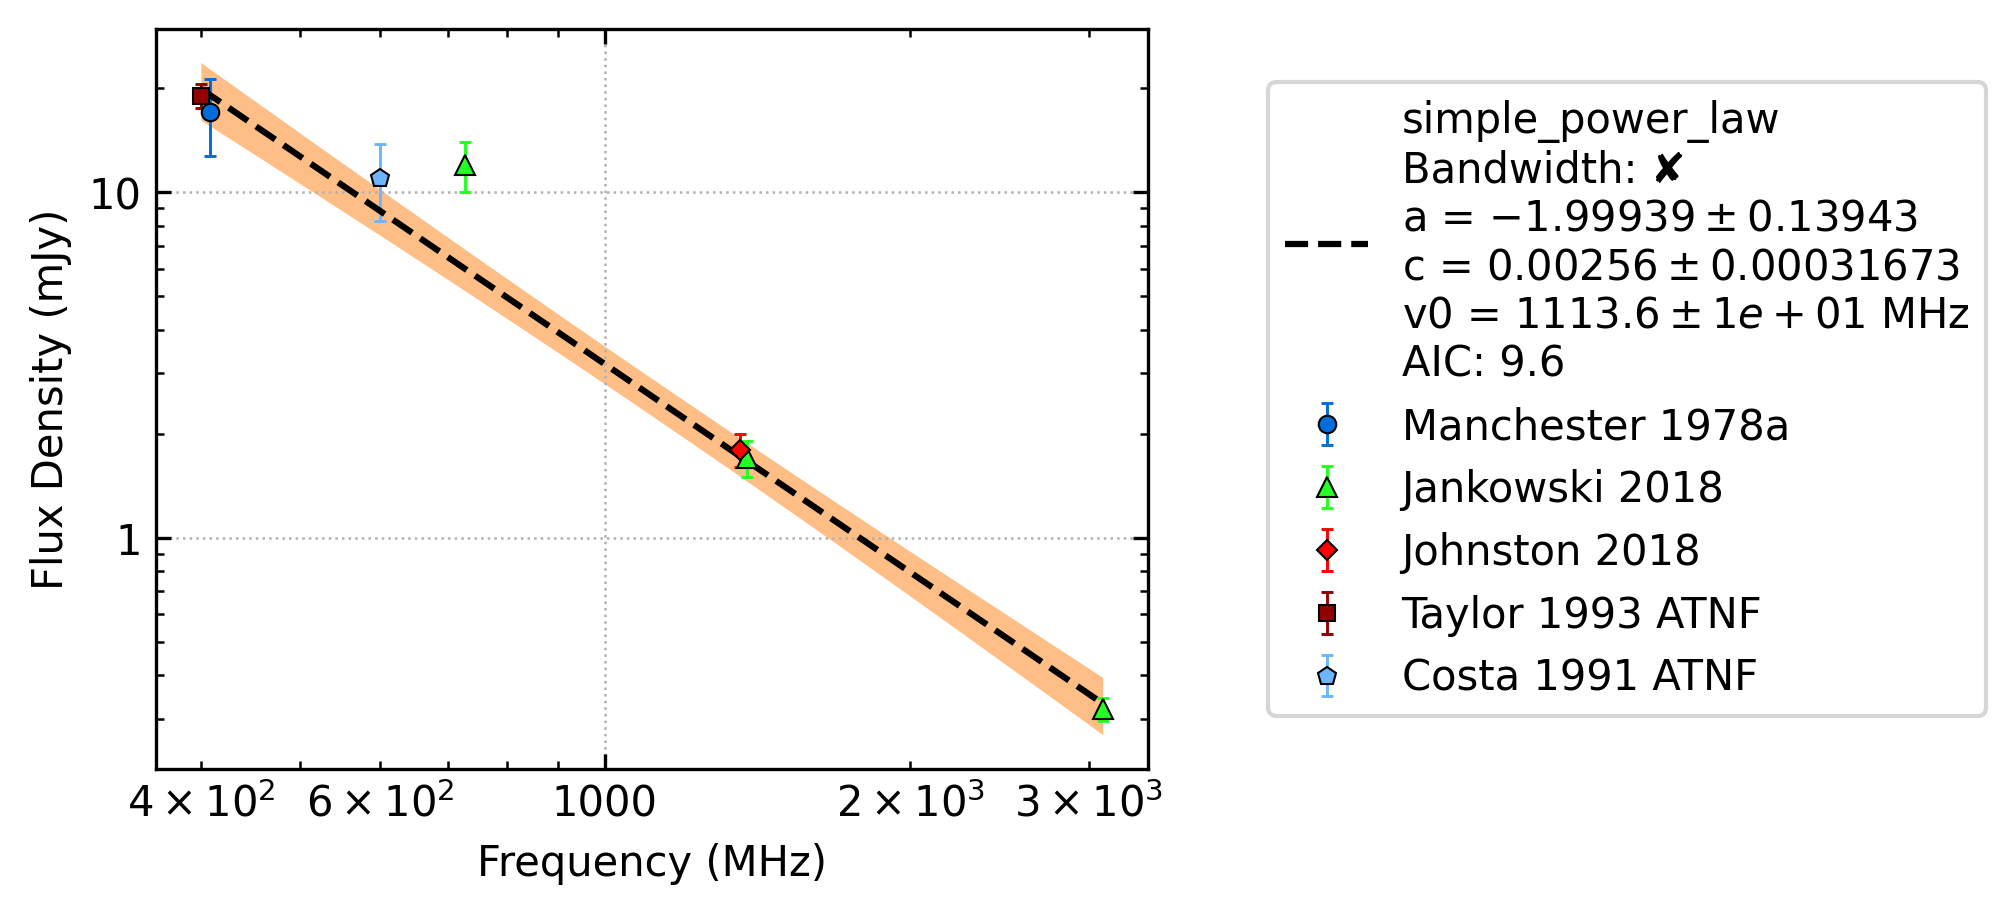 Flux Density (mJy)
10
1
4 × 10²
6 × 10²
1000
2 × 10³
3 × 10³
Frequency (MHz)
simple_power_law
Bandwidth: ✘
a = −1.99939 ± 0.13943
c = 0.00256 ± 0.00031673
v0 = 1113.6 ± 1e + 01 MHz
AIC: 9.6
Manchester 1978a
Jankowski 2018
Johnston 2018
Taylor 1993 ATNF
Costa 1991 ATNF